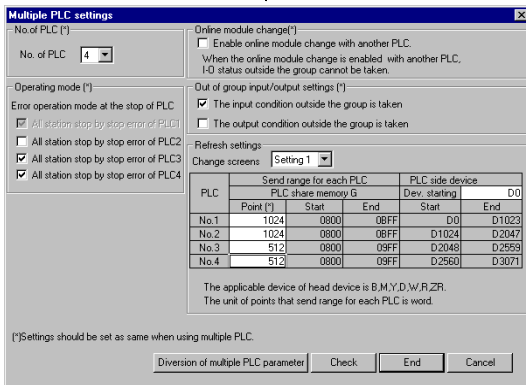 Multiple PLC settings
No.of PLC (*)
No. of PLC 4
Operating mode (*)
Error operation mode at the stop of PLC
All station stop by stop error of PLC1
All station stop by stop error of PLC2
All station stop by stop error of PLC3
All station stop by stop error of PLC4
Online module change(*)
Enable online module change with another PLC.
When the online module change is enabled with another PLC,
I-O status outside the group cannot be taken.
Out of group input/output settings (*)
The input condition outside the group is taken
The output condition outside the group is taken
Refresh settings
Change screens Setting 1
Send range for each PLC PLC side device
PLC PLC share memory G Dev. starting D0
Point (*) Start End Start End
No.1 1024 0800 0BFF D0 D1023
No.2 1024 0800 0BFF D1024 D2047
No.3 512 0800 09FF D2048 D2559
No.4 512 0800 09FF D2560 D3071
The applicable device of head device is B,M,Y,D,W,R,ZR.
The unit of points that send range for each PLC is word.
(*)Settings should be set as same when using multiple PLC.
Diversion of multiple PLC parameter Check End Cancel